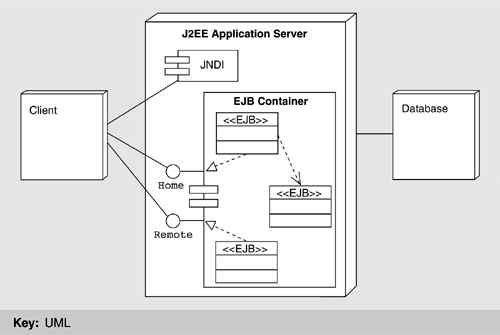 J2EE Application Server
JNDI
Client
EJB Container
Database
<<EJB>>
Home
<<EJB>>
Remote
<<EJB>>
Key: UML